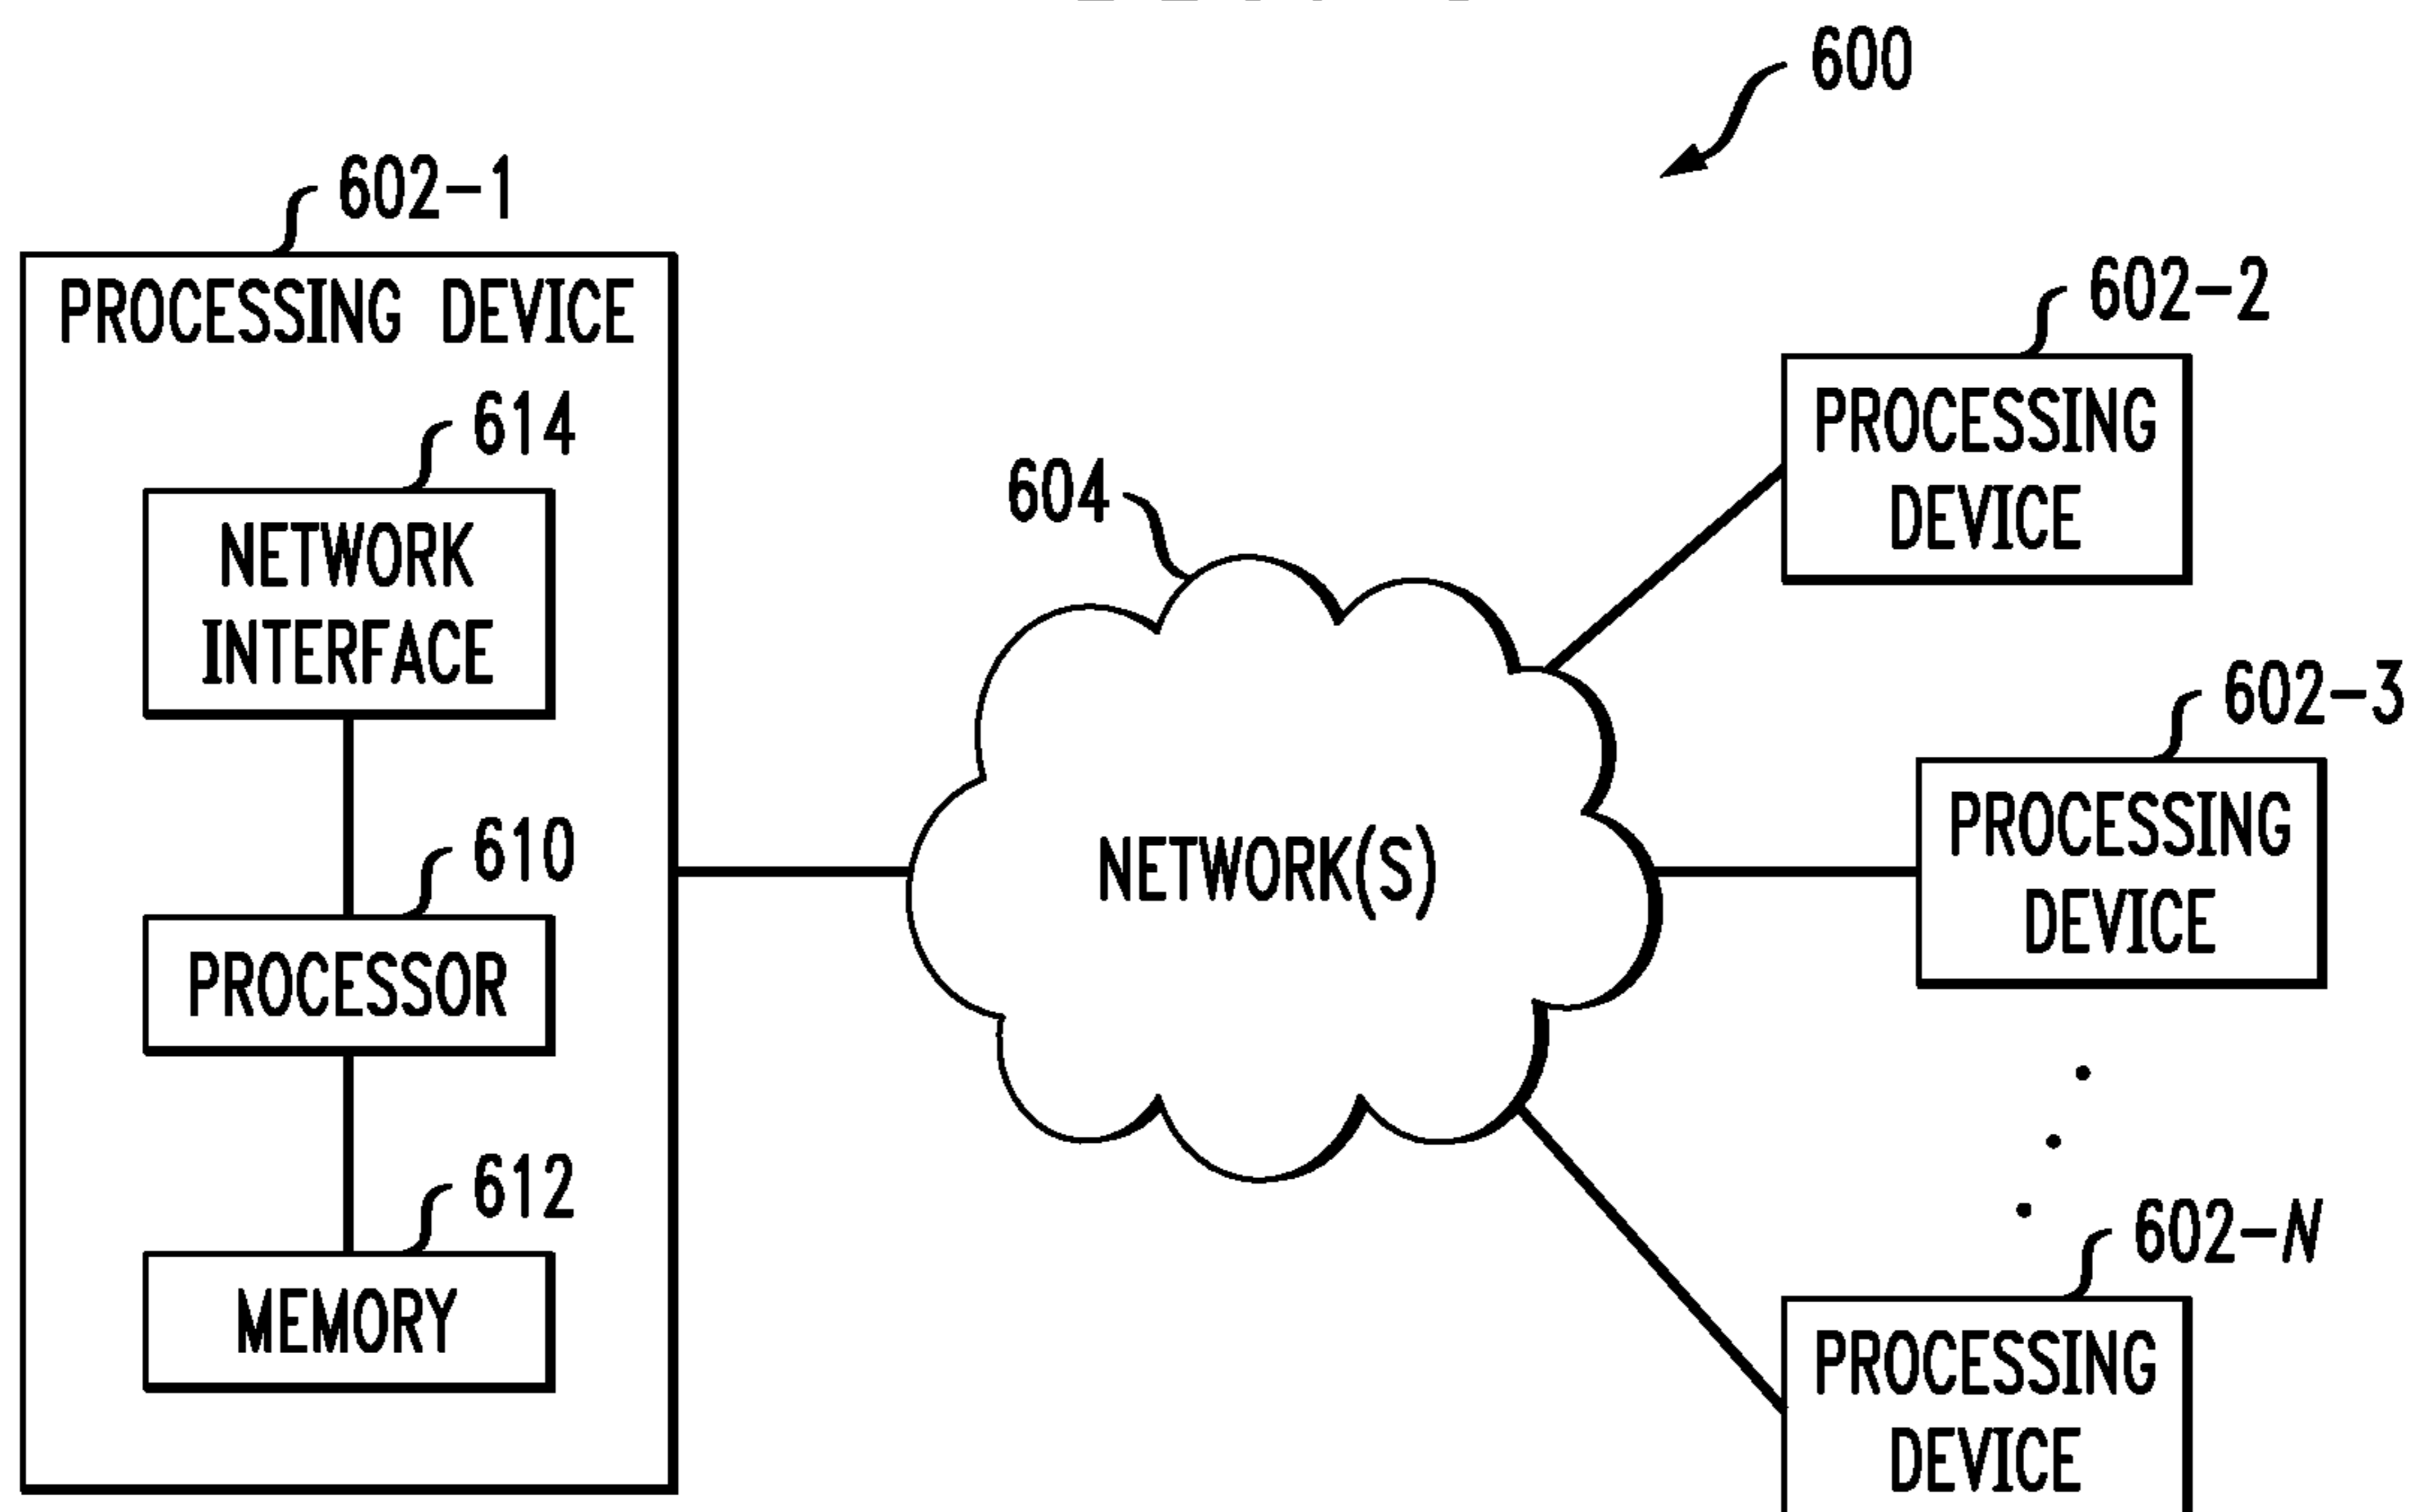 600
602-1
PROCESSING DEVICE
614
NETWORK
INTERFACE
610
PROCESSOR
612
MEMORY
604
NETWORK(S)
602-2
PROCESSING
DEVICE
602-3
PROCESSING
DEVICE
602-N
PROCESSING
DEVICE